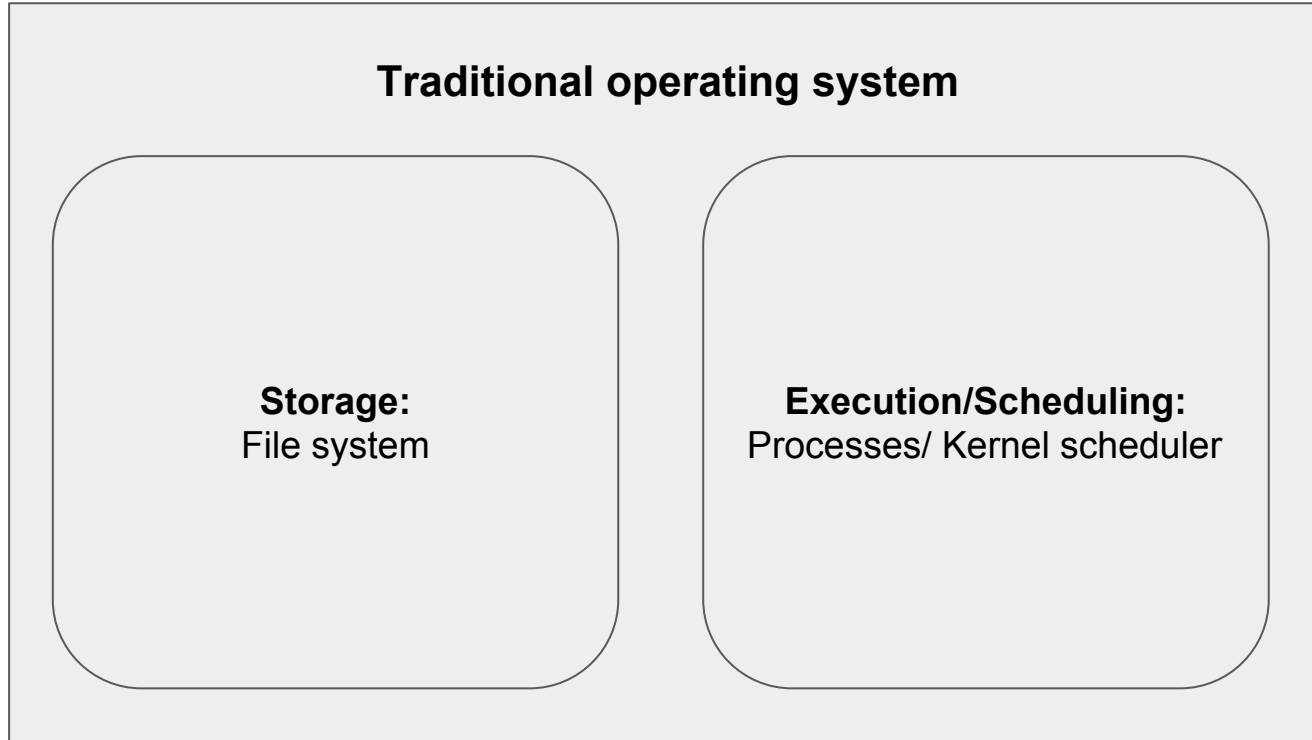 Traditional operating system
Storage:
File system
Execution/Scheduling:
Processes/ Kernel scheduler